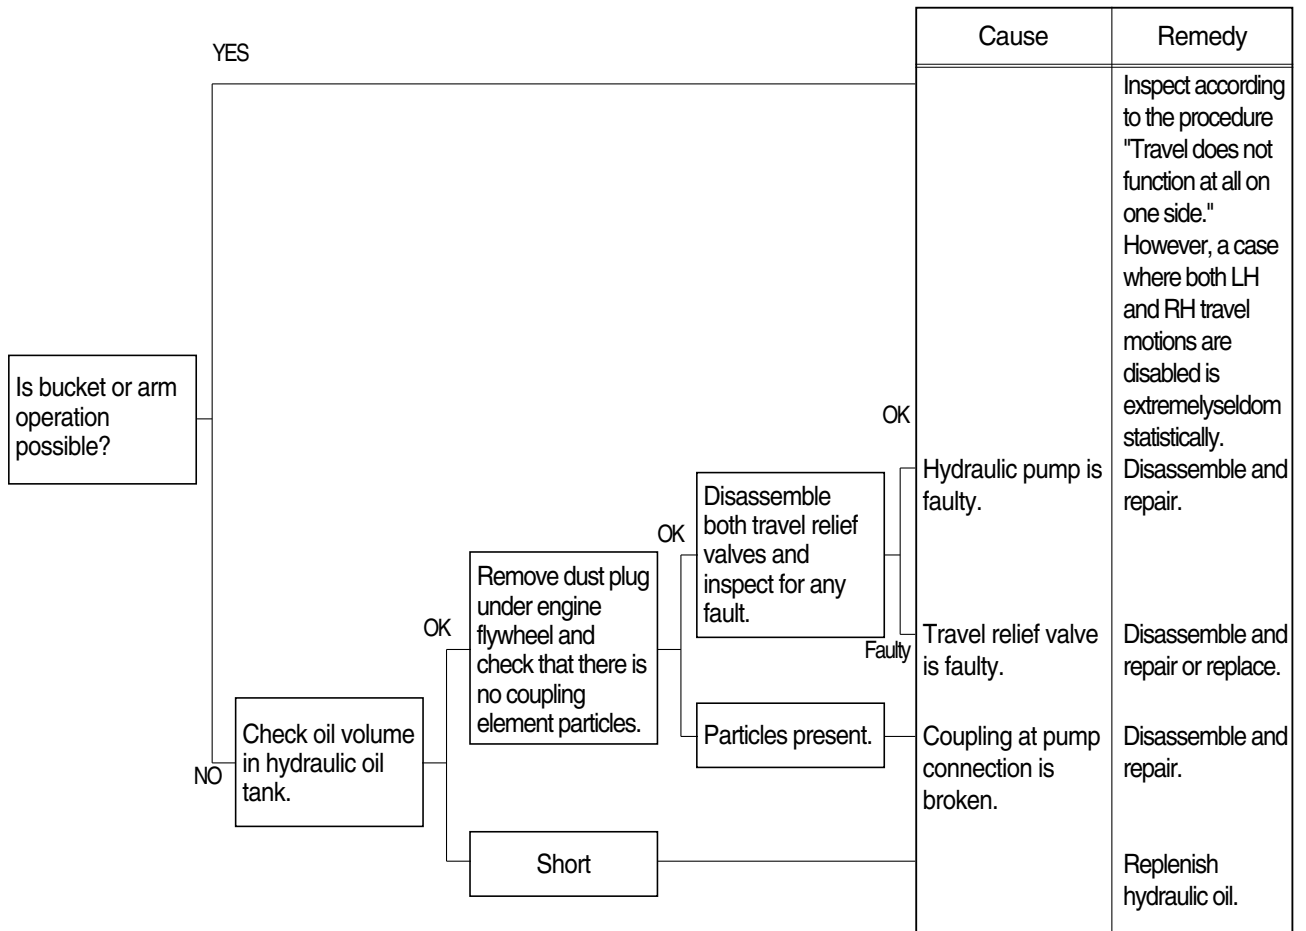 Cause
Remedy
YES
Inspect according
to the procedure
"Travel does not
function at all on
one side."
However, a case
where both LH
and RH travel
motions are
disabled is
extremelyseldom
statistically.
Is bucket or arm
operation
possible?
NO
Check oil volume
in hydraulic oil
tank.
OK
Remove dust plug
under engine
flywheel and
check that there is
no coupling
element particles.
OK
Disassemble
both travel relief
valves and
inspect for any
fault.
OK
Hydraulic pump is
faulty.
Disassemble and
repair.
Faulty
Travel relief valve
is faulty.
Disassemble and
repair or replace.
Particles present.
Coupling at pump
connection is
broken.
Disassemble and
repair.
Short
Replenish
hydraulic oil.